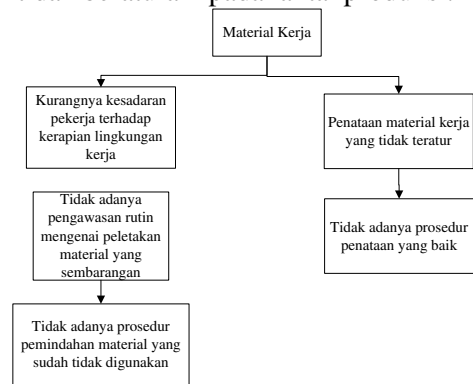 Material Kerja
Kurangnya kesadaran
pekerja terhadap
kerapian lingkungan
kerja
Penataan material kerja
yang tidak teratur
Tidak adanya
pengawasan rutin
mengenai peletakan
material yang
sembarangan
Tidak adanya prosedur
penataan yang baik
Tidak adanya prosedur
pemindahan material yang
sudah tidak digunakan